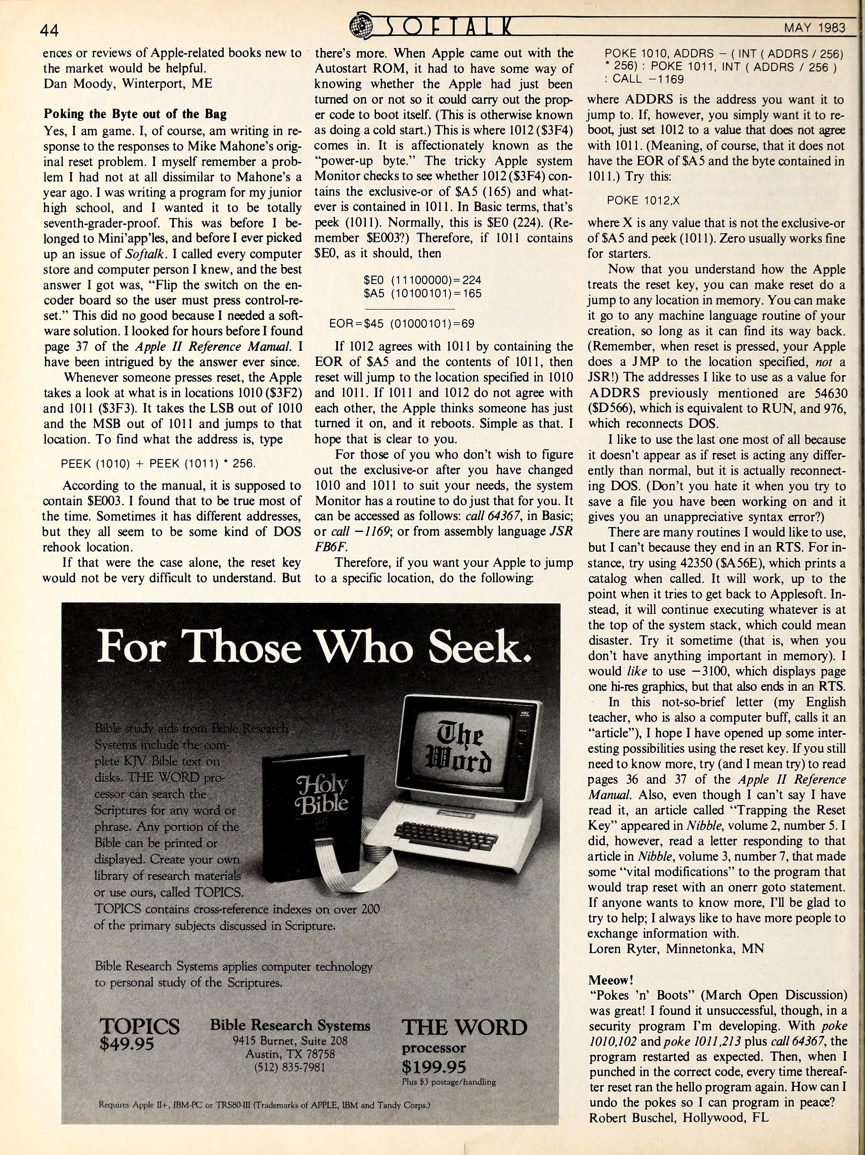 44
SOFTALK
MAY 1983
ences or reviews of Apple-related books new to
the market would be helpful.
Dan Moody, Winterport, ME
Poking the Byte out of the Bag
Yes, I am game. I, of course, am writing in re-
sponse to the responses to Mike Mahone's orig-
inal reset problem. I myself remember a prob-
lem I had not at all dissimilar to Mahone's a
year ago. I was writing a program for my junior
high school, and I wanted it to be totally
seventh-grader-proof. This was before I be-
longed to Mini'app'les, and before I ever picked
up an issue of Softalk. I called every computer
store and computer person I knew, and the best
answer I got was, "Flip the switch on the en-
coder board so the user must press control-re-
set." This did no good because I needed a soft-
ware solution. I looked for hours before I found
page 37 of the Apple II Reference Manual. I
have been intrigued by the answer ever since.
Whenever someone presses reset, the Apple
takes a look at what is in locations 1010 ($3F2)
and 1011 ($3F3). It takes the LSB out of 1010
and the MSB out of 1011 and jumps to that
location. To find what the address is, type
PEEK (1010) + PEEK (1011) * 256.
According to the manual, it is supposed to
contain $E003. I found that to be true most of
the time. Sometimes it has different addresses,
but they all seem to be some kind of DOS
rehook location.
If that were the case alone, the reset key
would not be very difficult to understand. But
there's more. When Apple came out with the
Autostart ROM, it had to have some way of
knowing whether the Apple had just been
turned on or not so it could carry out the prop-
er code to boot itself. (This is otherwise known
as doing a cold start.) This is where 1012 ($3F4)
comes in. It is affectionately known as the
"power-up byte." The tricky Apple system
Monitor checks to see whether 1012 ($3F4) con-
tains the exclusive-or of $A5 (165) and what-
ever is contained in 1011. In Basic terms, that's
peek (1011). Normally, this is $E0 (224). (Re-
member $E003?) Therefore, if 1011 contains
$E0, as it should, then
$E0 (11100000)=224
$A5 (10100101)=165
EOR=$45 (01000101)=69
If 1012 agrees with 1011 by containing the
EOR of $A5 and the contents of 1011, then
reset will jump to the location specified in 1010
and 1011. If 1011 and 1012 do not agree with
each other, the Apple thinks someone has just
turned it on, and it reboots. Simple as that. I
hope that is clear to you.
For those of you who don't wish to figure
out the exclusive-or after you have changed
1010 and 1011 to suit your needs, the system
Monitor has a routine to do just that for you. It
can be accessed as follows: call 64367, in Basic;
or call -1169; or from assembly language JSR
FB6F.
Therefore, if you want your Apple to jump
to a specific location, do the following:
POKE 1010, ADDRS - ( INT ( ADDRS / 256)
* 256) : POKE 1011, INT ( ADDRS / 256 )
: CALL -1169
where ADDRS is the address you want it to
jump to. If, however, you simply want it to re-
boot, just set 1012 to a value that does not agree
with 1011. (Meaning, of course, that it does not
have the EOR of $A5 and the byte contained in
1011.) Try this:
POKE 1012,X
where X is any value that is not the exclusive-or
of $A5 and peek (1011). Zero usually works fine
for starters.
Now that you understand how the Apple
treats the reset key, you can make reset do a
jump to any location in memory. You can make
it go to any machine language routine of your
creation, so long as it can find its way back.
(Remember, when reset is pressed, your Apple
does a JMP to the location specified, not a
JSR!) The addresses I like to use as a value for
ADDRS previously mentioned are 54630
($D566), which is equivalent to RUN, and 976,
which reconnects DOS.
I like to use the last one most of all because
it doesn't appear as if reset is acting any differ-
ently than normal, but it is actually reconnect-
ing DOS. (Don't you hate it when you try to
save a file you have been working on and it
gives you an unappreciative syntax error?)
There are many routines I would like to use,
but I can't because they end in an RTS. For in-
stance, try using 42350 ($A56E), which prints a
catalog when called. It will work, up to the
point when it tries to get back to Applesoft. In-
stead, it will continue executing whatever is at
the top of the system stack, which could mean
disaster. Try it sometime (that is, when you
don't have anything important in memory). I
would like to use -3100, which displays page
one hi-res graphics, but that also ends in an RTS.
In this not-so-brief letter (my English
teacher, who is also a computer buff, calls it an
"article"), I hope I have opened up some inter-
esting possibilities using the reset key. If you still
need to know more, try (and I mean try) to read
pages 36 and 37 of the Apple II Reference
Manual. Also, even though I can't say I have
read it, an article called "Trapping the Reset
Key" appeared in Nibble, volume 2, number 5. I
did, however, read a letter responding to that
article in Nibble, volume 3, number 7, that made
some "vital modifications" to the program that
would trap reset with an onerr goto statement.
If anyone wants to know more, I'll be glad to
try to help; I always like to have more people to
exchange information with.
Loren Ryter, Minnetonka, MN
Meeow!
"Pokes 'n' Boots" (March Open Discussion)
was great! I found it unsuccessful, though, in a
security program I'm developing. With poke
1010,102 and poke 1011,213 plus call 64367, the
program restarted as expected. Then, when I
punched in the correct code, every time thereaf-
ter reset ran the hello program again. How can I
undo the pokes so I can program in peace?
Robert Buschel, Hollywood, FL
For Those Who Seek.
Bible study aids from Bible Research
Systems include the com-
plete KJV Bible text on
disks. THE WORD pro-
cessor can search the
Scriptures for any word or
phrase. Any portion of the
Bible can be printed or
displayed. Create your own
library of research materials
or use ours, called TOPICS.
TOPICS contains cross-reference indexes on over 200
of the primary subjects discussed in Scripture.
Holy
Bible
The
Word
Bible Research Systems applies computer technology
to personal study of the Scriptures.
TOPICS
$49.95
Bible Research Systems
9415 Burnet, Suite 208
Austin, TX 78758
(512) 835-7981
THE WORD
processor
$199.95
Plus $3 postage/handling
Requires Apple II+, IBM-PC or TRS80-III (Trademarks of APPLE, IBM and Tandy Corps.)